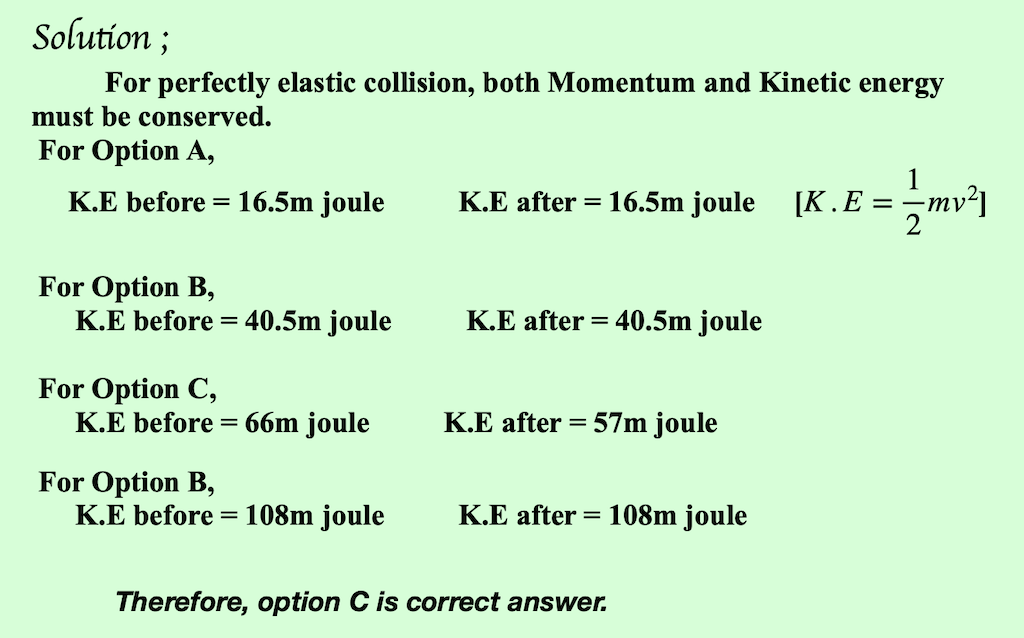 Solution ;
For perfectly elastic collision, both Momentum and Kinetic energy
must be conserved.
For Option A,
K.E before = 16.5m joule K.E after = 16.5m joule [K . E = \frac{1}{2}mv²]
For Option B,
K.E before = 40.5m joule K.E after = 40.5m joule
For Option C,
K.E before = 66m joule K.E after = 57m joule
For Option B,
K.E before = 108m joule K.E after = 108m joule
Therefore, option C is correct answer.